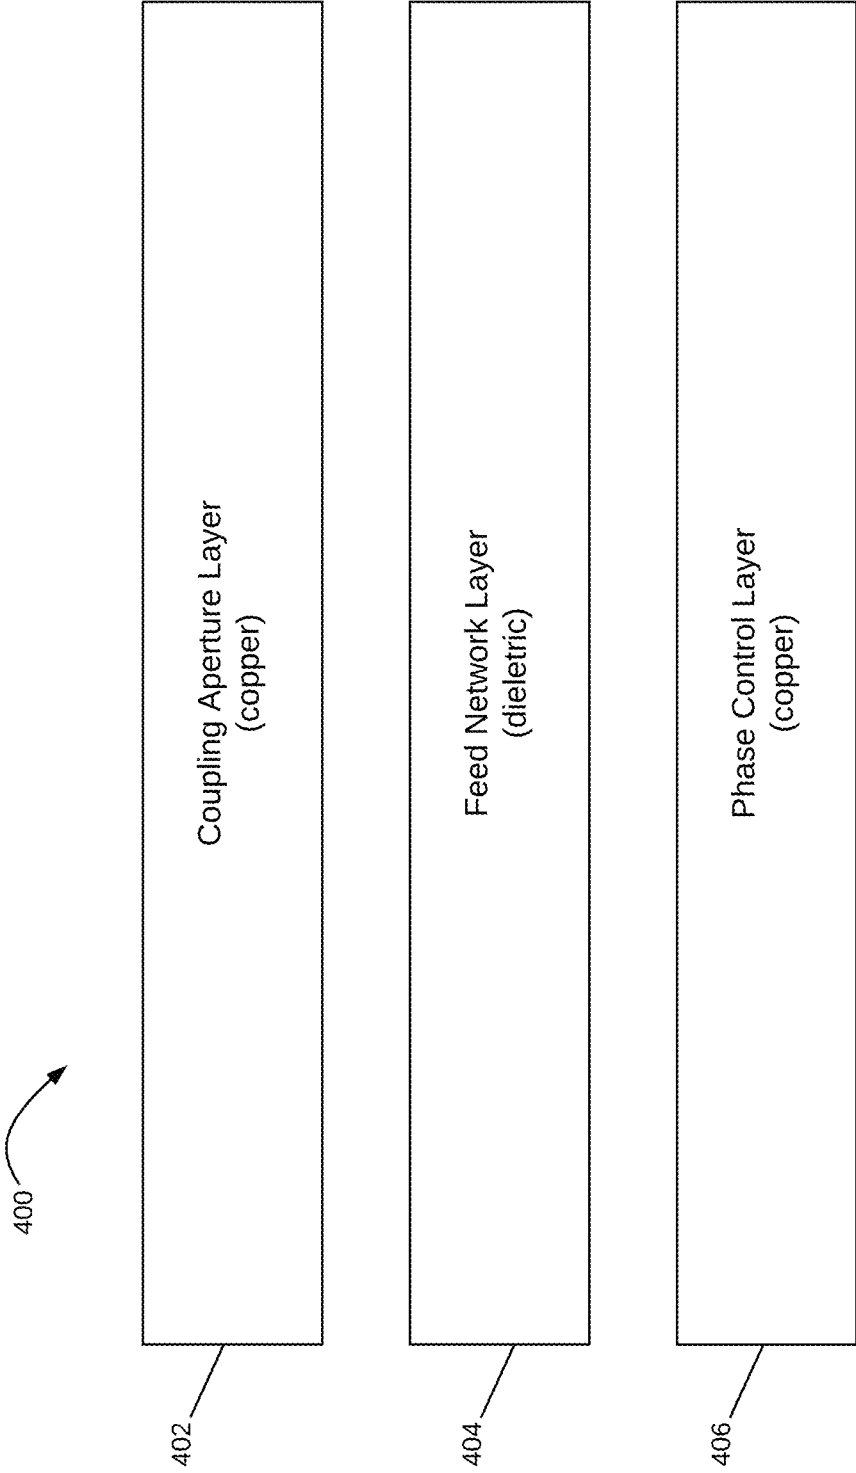 400
402
Coupling Aperture Layer
(copper)
404
Feed Network Layer
(dieletric)
406
Phase Control Layer
(copper)